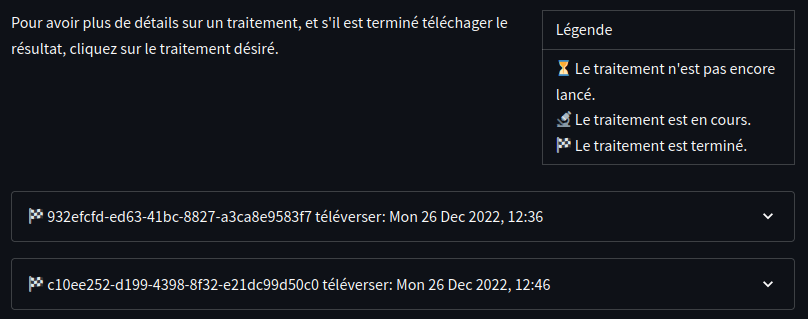 Pour avoir plus de détails sur un traitement, et s'il est terminé téléchager le
résultat, cliquez sur le traitement désiré.
Légende
⏳ Le traitement n'est pas encore
lancé.
🔬 Le traitement est en cours.
🏁 Le traitement est terminé.
🏁 932efcfd-ed63-41bc-8827-a3ca8e9583f7 téléverser: Mon 26 Dec 2022, 12:36
🏁 c10ee252-d199-4398-8f32-e21dc99d50c0 téléverser: Mon 26 Dec 2022, 12:46